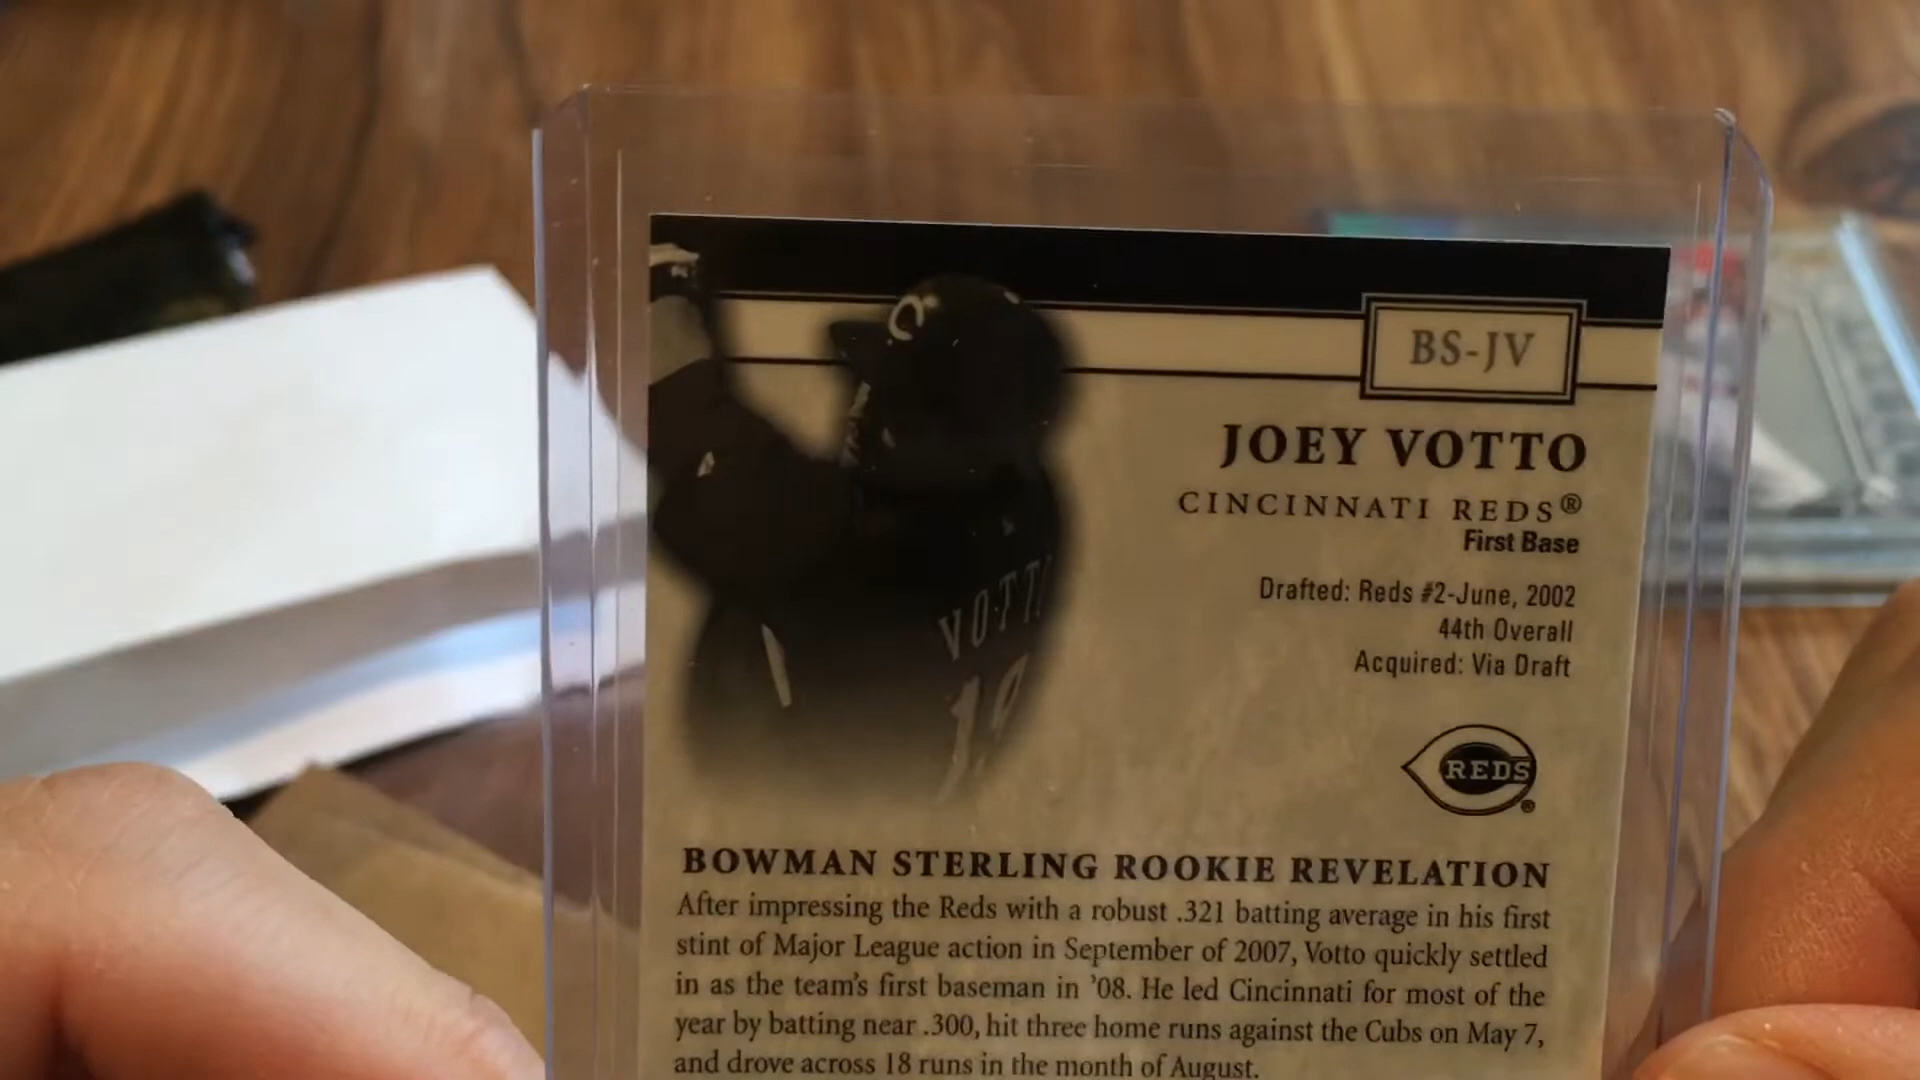 BS-JV
JOEY VOTTO
CINCINNATI REDS®
First Base
Drafted: Reds #2-June, 2002
44th Overall
Acquired: Via Draft
VOTT
19
REDS
®
BOWMAN STERLING ROOKIE REVELATION
After impressing the Reds with a robust .321 batting average in his first
stint of Major League action in September of 2007, Votto quickly settled
in as the team's first baseman in '08. He led Cincinnati for most of the
year by batting near .300, hit three home runs against the Cubs on May 7,
and drove across 18 runs in the month of August.